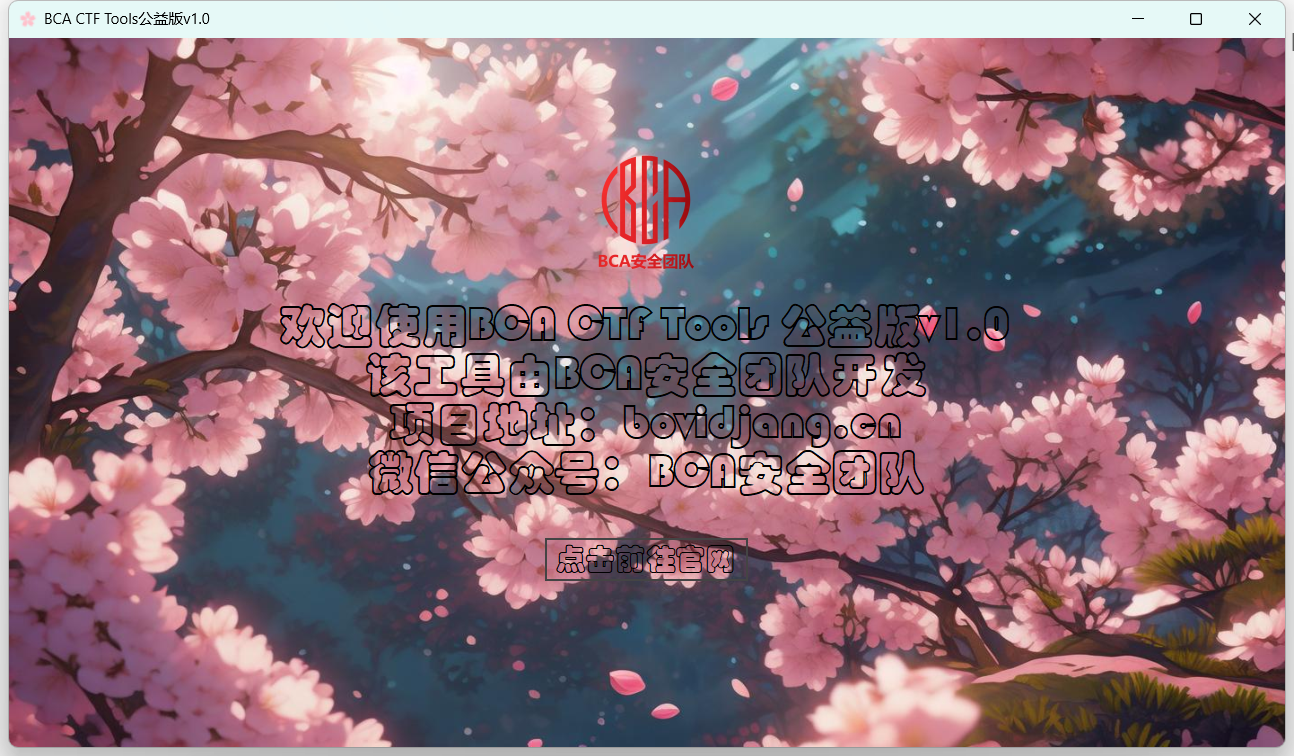 BCA CTF Tools公益版v1.0
BCA
BCA安全团队
欢迎使用BCA CTF Tools 公益版v1.0
该工具由BCA安全团队开发
项目地址：bovidjang.cn
微信公众号：BCA安全团队
点击前往官网